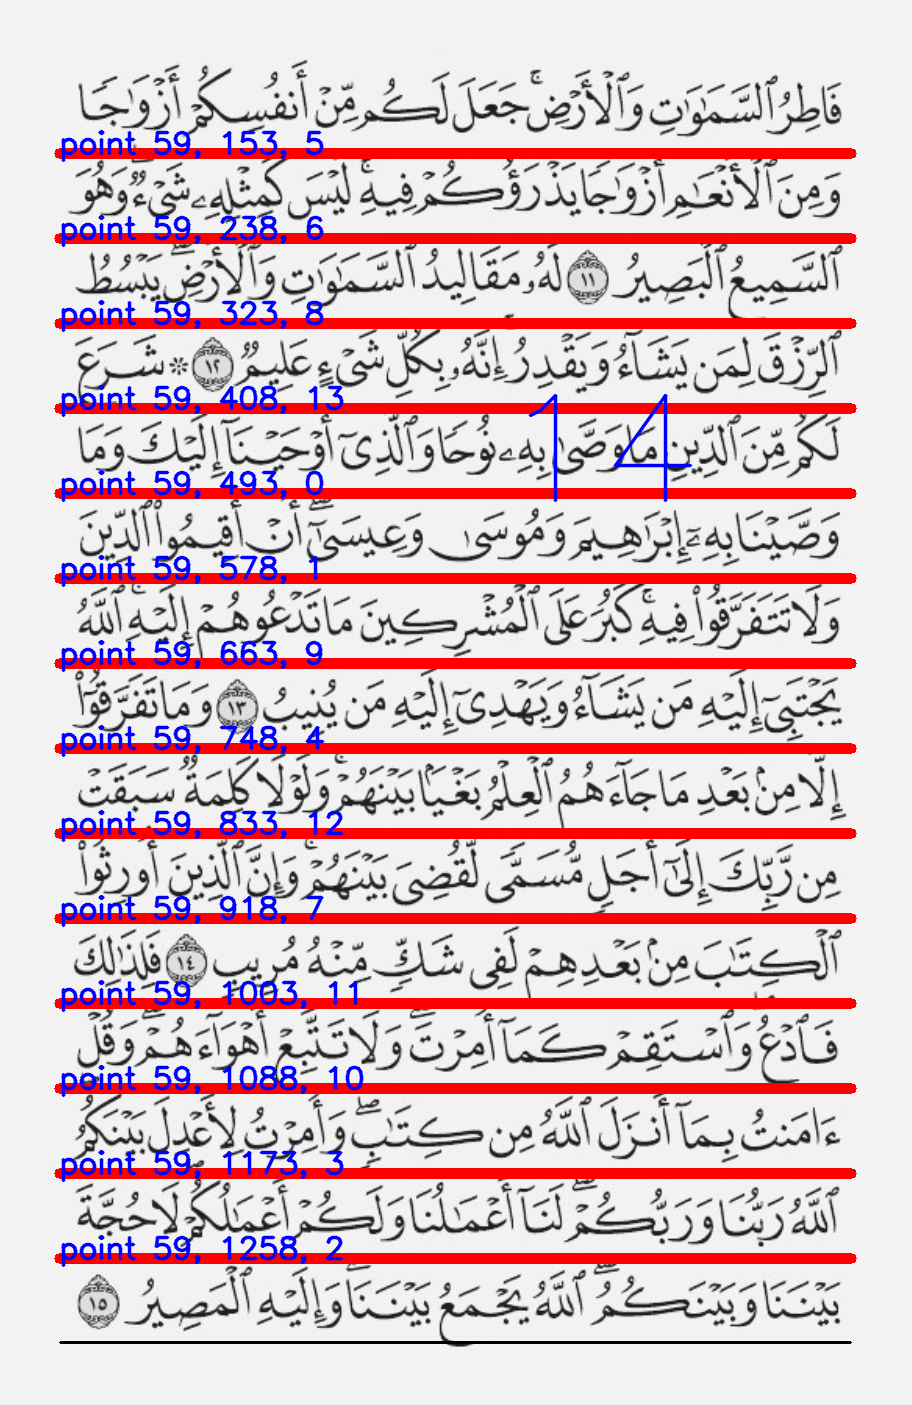 فَاطِرُ ٱلسَّمَٰوَٰتِ وَٱلْأَرْضِ ۚ جَعَلَ لَكُم مِّنْ أَنفُسِكُمْ أَزْوَٰجًا
point 59, 153, 5
وَمِنَ ٱلْأَنْعَٰمِ أَزْوَٰجًا يَذْرَؤُكُمْ فِيهِ ۚ لَيْسَ كَمِثْلِهِۦ شَىْءٌ ۖ وَهُوَ
point 59, 238, 6
ٱلسَّمِيعُ ٱلْبَصِيرُ ١١ لَهُۥ مَقَالِيدُ ٱلسَّمَٰوَٰتِ وَٱلْأَرْضِ ۖ يَبْسُطُ
point 59, 323, 8
ٱلرِّزْقَ لِمَن يَشَآءُ وَيَقْدِرُ ۚ إِنَّهُۥ بِكُلِّ شَىْءٍ عَلِيمٌ ١٢ ۞ شَرَعَ
point 59, 408, 13
14
لَكُم مِّنَ ٱلدِّينِ مَا وَصَّىٰ بِهِۦ نُوحًا وَٱلَّذِىٓ أَوْحَيْنَآ إِلَيْكَ وَمَا
point 59, 493, 0
وَصَّيْنَا بِهِۦٓ إِبْرَٰهِيمَ وَمُوسَىٰ وَعِيسَىٰٓ ۖ أَنْ أَقِيمُوا۟ ٱلدِّينَ
point 59, 578, 1
وَلَا تَتَفَرَّقُوا۟ فِيهِ ۚ كَبُرَ عَلَى ٱلْمُشْرِكِينَ مَا تَدْعُوهُمْ إِلَيْهِ ۚ ٱللَّهُ
point 59, 663, 9
يَجْتَبِىٓ إِلَيْهِ مَن يَشَآءُ وَيَهْدِىٓ إِلَيْهِ مَن يُنِيبُ ١٣ وَمَا تَفَرَّقُوٓا۟
point 59, 748, 4
إِلَّا مِنۢ بَعْدِ مَا جَآءَهُمُ ٱلْعِلْمُ بَغْيًۢا بَيْنَهُمْ ۚ وَلَوْلَا كَلِمَةٌ سَبَقَتْ
point 59, 833, 12
مِن رَّبِّكَ إِلَىٰٓ أَجَلٍ مُّسَمًّى لَّقُضِىَ بَيْنَهُمْ ۚ وَإِنَّ ٱلَّذِينَ أُورِثُوا۟
point 59, 918, 7
ٱلْكِتَٰبَ مِنۢ بَعْدِهِمْ لَفِى شَكٍّ مِّنْهُ مُرِيبٍ ١٤ فَلِذَٰلِكَ
point 59, 1003, 11
فَٱدْعُ ۖ وَٱسْتَقِمْ كَمَآ أُمِرْتَ ۖ وَلَا تَتَّبِعْ أَهْوَآءَهُمْ ۖ وَقُلْ
point 59, 1088, 10
ءَامَنتُ بِمَآ أَنزَلَ ٱللَّهُ مِن كِتَٰبٍ ۖ وَأُمِرْتُ لِأَعْدِلَ بَيْنَكُمُ
point 59, 1173, 3
ٱللَّهُ رَبُّنَا وَرَبُّكُمْ ۖ لَنَآ أَعْمَٰلُنَا وَلَكُمْ أَعْمَٰلُكُمْ ۖ لَا حُجَّةَ
point 59, 1258, 2
بَيْنَنَا وَبَيْنَكُمُ ۖ ٱللَّهُ يَجْمَعُ بَيْنَنَا ۖ وَإِلَيْهِ ٱلْمَصِيرُ ١٥